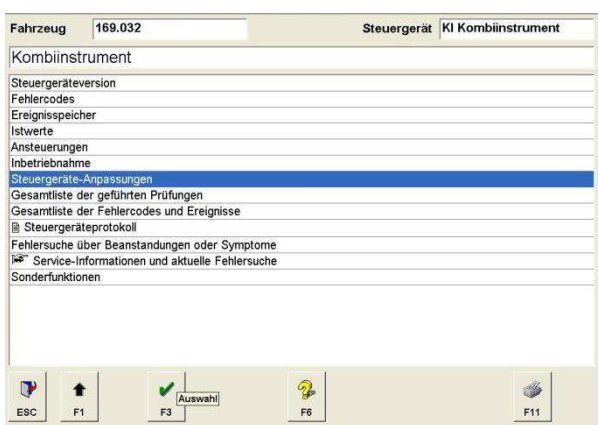 Fahrzeug 169.032 Steuergerät KI Kombiinstrument
Kombiinstrument
Steuergeräteversion
Fehlercodes
Ereignisspeicher
Istwerte
Ansteuerungen
Inbetriebnahme
Steuergeräte-Anpassungen
Gesamtliste der geführten Prüfungen
Gesamtliste der Fehlercodes und Ereignisse
Steuergeräteprotokoll
Fehlersuche über Beanstandungen oder Symptome
Service-Informationen und aktuelle Fehlersuche
Sonderfunktionen
Auswahl
ESC F1 F3 F6 F11